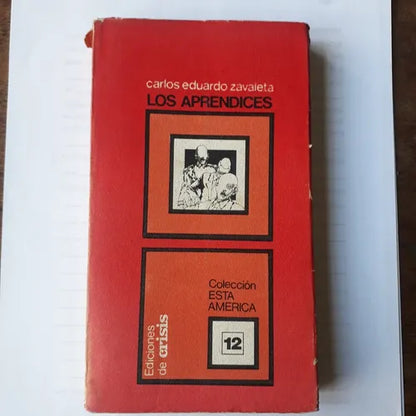 carlos eduardo zavaleta
LOS APRENDICES
Colección
ESTA
AMERICA
12
Ediciones
de crisis